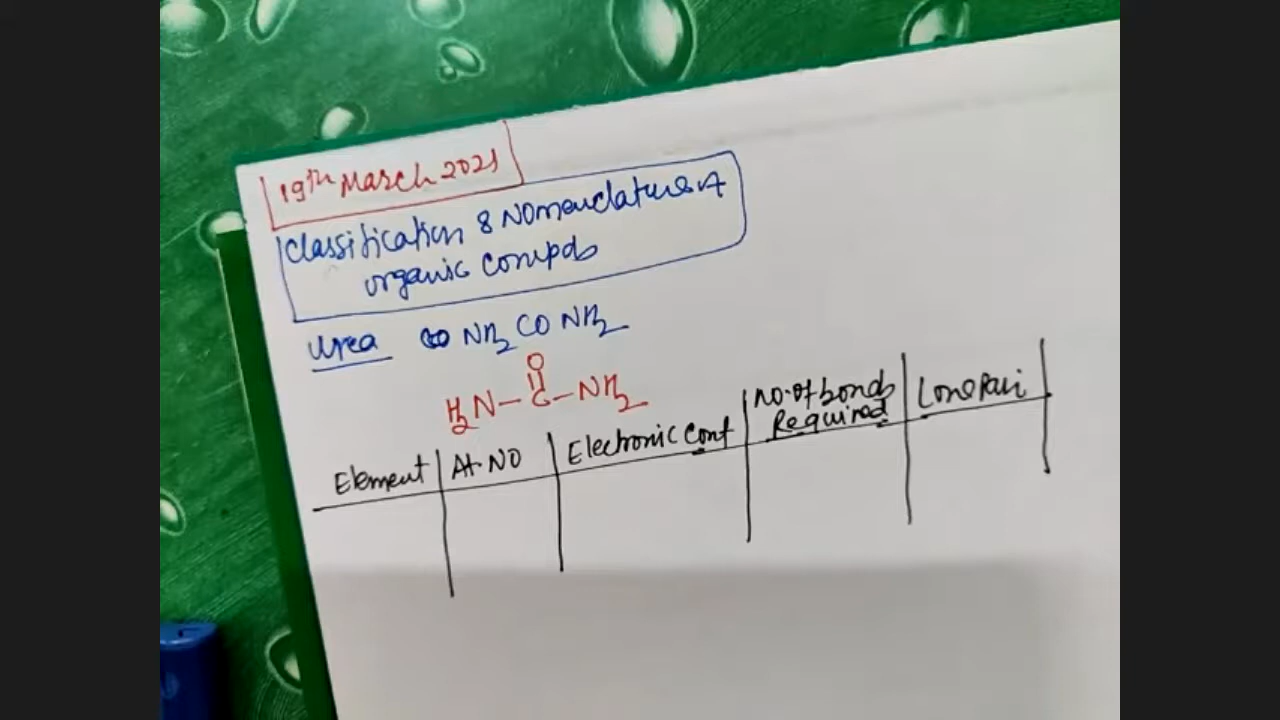 19th March 2021
Classification & Nomenclature of
organic compds
Urea NH2 CO NH2
O
H2N-C-NH2
Element At. No Electronic Conf No. of bonds Required Lone Pair